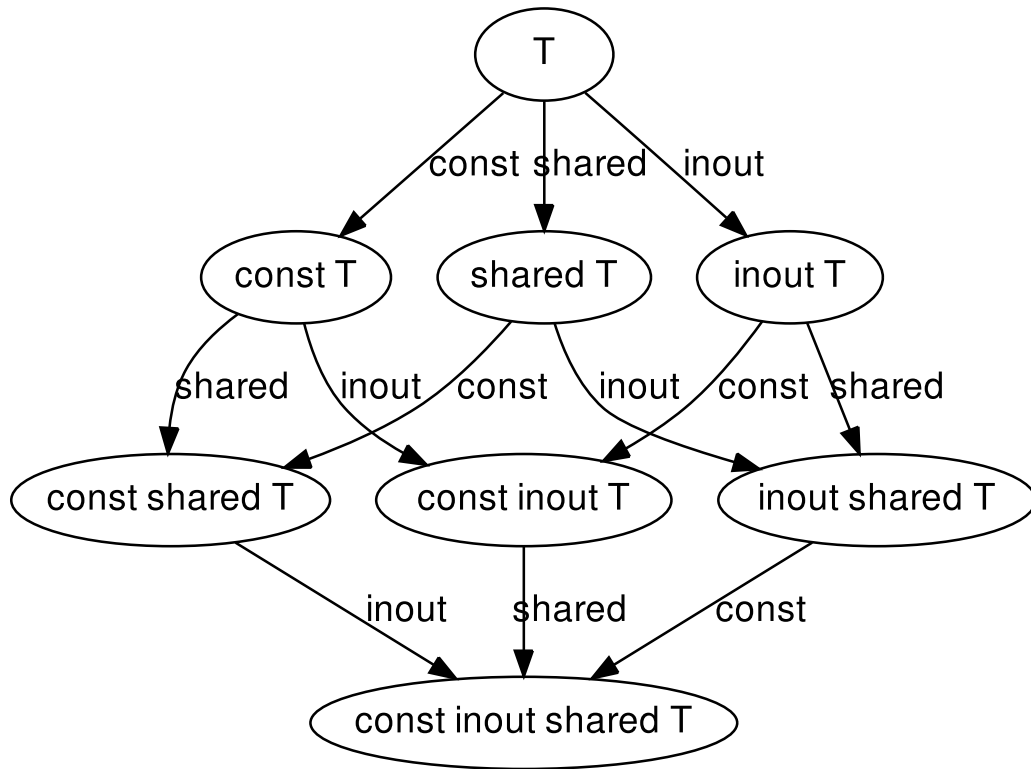 T
const shared inout
const T shared T inout T
shared inout const inout const shared
const shared T const inout T inout shared T
inout shared const
const inout shared T